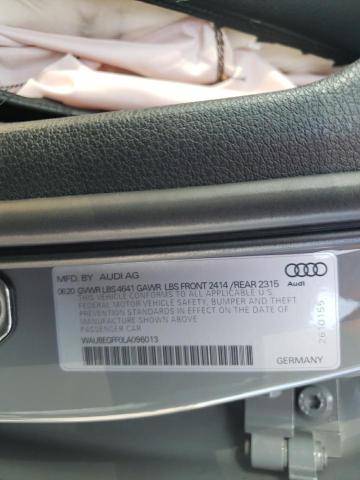 MFD. BY AUDI AG
06.20 GVWR LBS 4641 GAWR LBS FRONT 2414 / REAR 2315
THIS VEHICLE CONFORMS TO ALL APPLICABLE U.S.
FEDERAL MOTOR VEHICLE SAFETY, BUMPER AND THEFT
PREVENTION STANDARDS IN EFFECT ON THE DATE OF
MANUFACTURE SHOWN ABOVE.
PASSENGER CAR
WAUBEGFF0LA096013
Audi
2610155
GERMANY